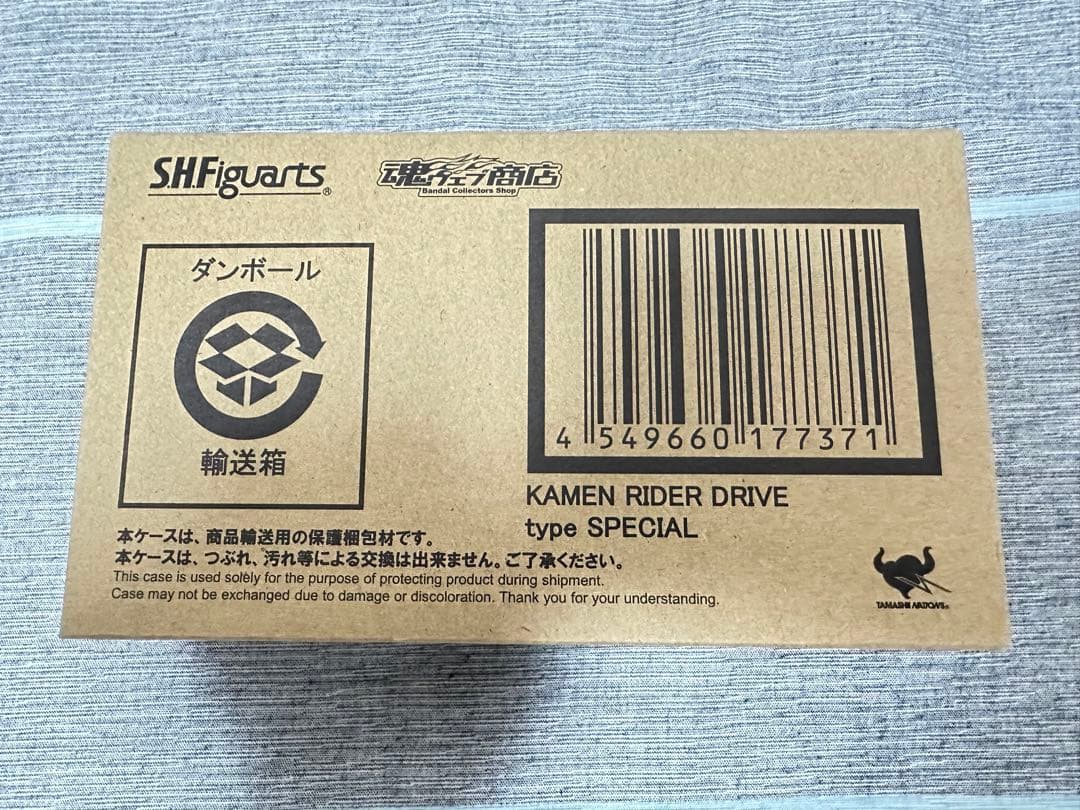 S.H.Figuarts®
魂ウェブ商店
Bandai Collectors Shop
ダンボール
輸送箱
4 549660 177371
KAMEN RIDER DRIVE
type SPECIAL
本ケースは、商品輸送用の保護梱包材です。
本ケースは、つぶれ、汚れ等による交換は出来ません。ご了承ください。
This case is used solely for the purpose of protecting product during shipment.
Case may not be exchanged due to damage or discoloration. Thank you for your understanding.
TAMASHII NATIONS®